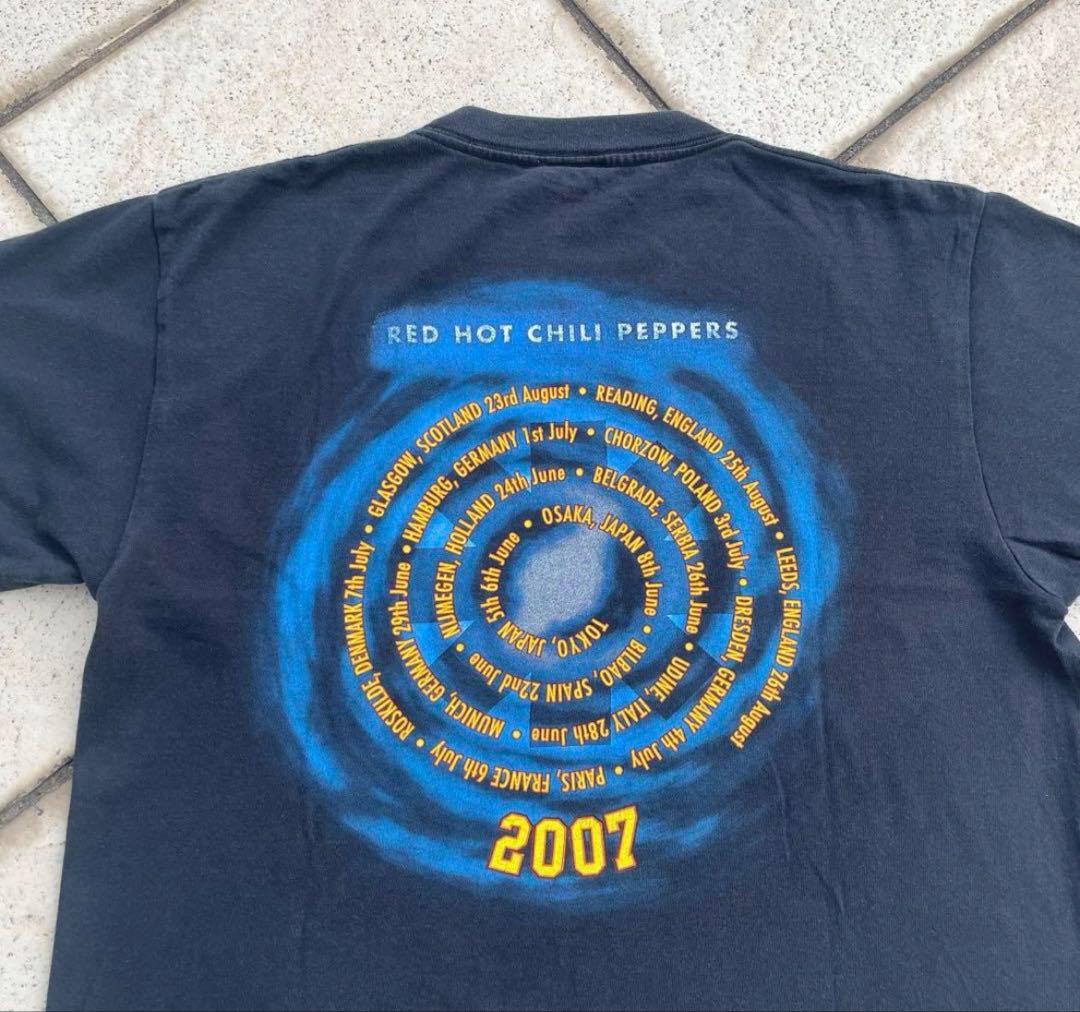 RED HOT CHILI PEPPERS
TOKYO, JAPAN 5th 6th June • OSAKA, JAPAN 8th June • BILBAO, SPAIN 22nd June • NIJMEGEN, HOLLAND 24th June • BELGRADE, SERBIA 26th June • UDINE, ITALY 28th June • MUNICH, GERMANY 29th June • HAMBURG, GERMANY 1st July • CHORZOW, POLAND 3rd July • DRESDEN, GERMANY 4th July • PARIS, FRANCE 6th July • ROSKILDE, DENMARK 7th July • GLASGOW, SCOTLAND 23rd August • READING, ENGLAND 25th August • LEEDS, ENGLAND 26th August
2007